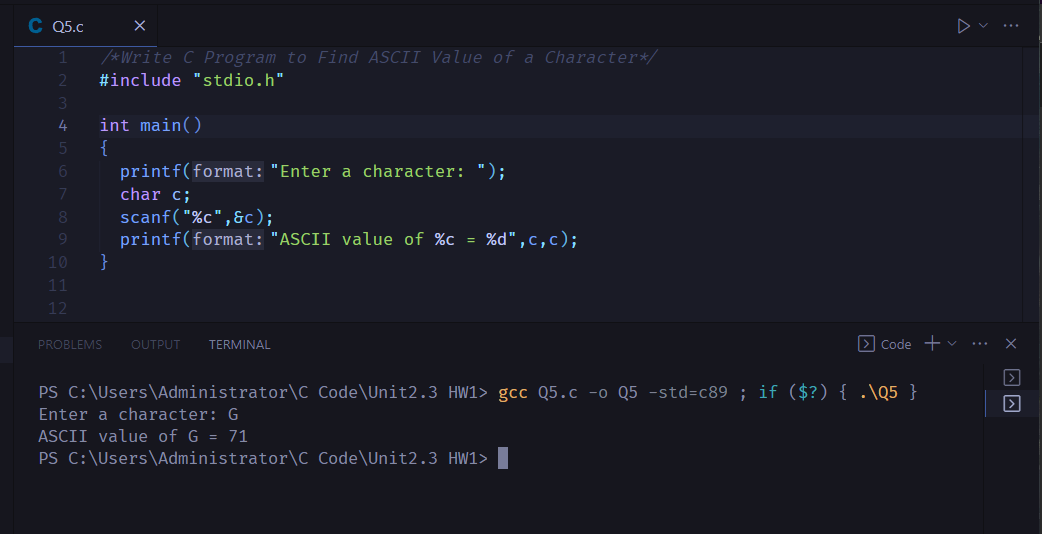 C Q5.c
1 /*Write C Program to Find ASCII Value of a Character*/
2 #include "stdio.h"
3
4 int main()
5 {
6   printf(format: "Enter a character: ");
7   char c;
8   scanf("%c",&c);
9   printf(format: "ASCII value of %c = %d",c,c);
10 }
11
12
PROBLEMS OUTPUT TERMINAL Code
PS C:\Users\Administrator\C Code\Unit2.3 HW1> gcc Q5.c -o Q5 -std=c89 ; if ($?) { .\Q5 }
Enter a character: G
ASCII value of G = 71
PS C:\Users\Administrator\C Code\Unit2.3 HW1>